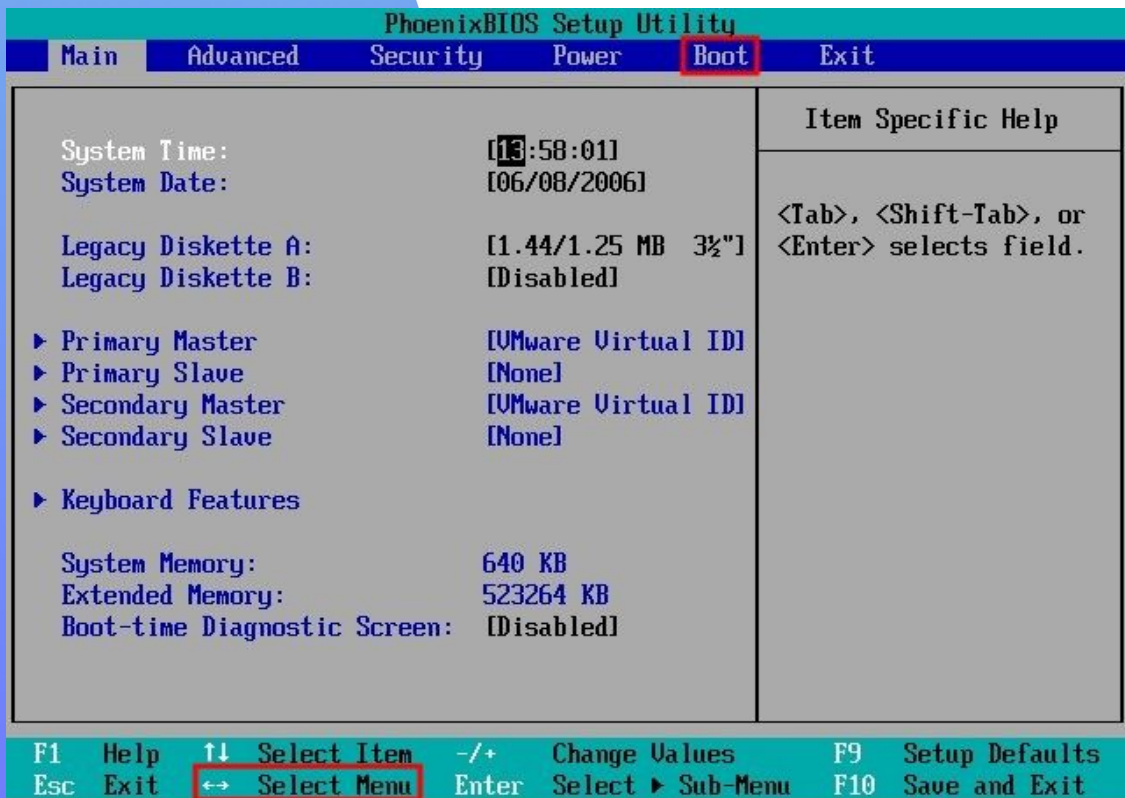 PhoenixBIOS Setup Utility
Main Advanced Security Power Boot Exit
Item Specific Help
System Time: [13:58:01]
System Date: [06/08/2006]
<Tab>, <Shift-Tab>, or
<Enter> selects field.
Legacy Diskette A: [1.44/1.25 MB 3½"]
Legacy Diskette B: [Disabled]
Primary Master [VMware Virtual ID]
Primary Slave [None]
Secondary Master [VMware Virtual ID]
Secondary Slave [None]
Keyboard Features
System Memory: 640 KB
Extended Memory: 523264 KB
Boot-time Diagnostic Screen: [Disabled]
F1 Help ↑↓ Select Item -/+ Change Values F9 Setup Defaults
Esc Exit ↔ Select Menu Enter Select ▶ Sub-Menu F10 Save and Exit